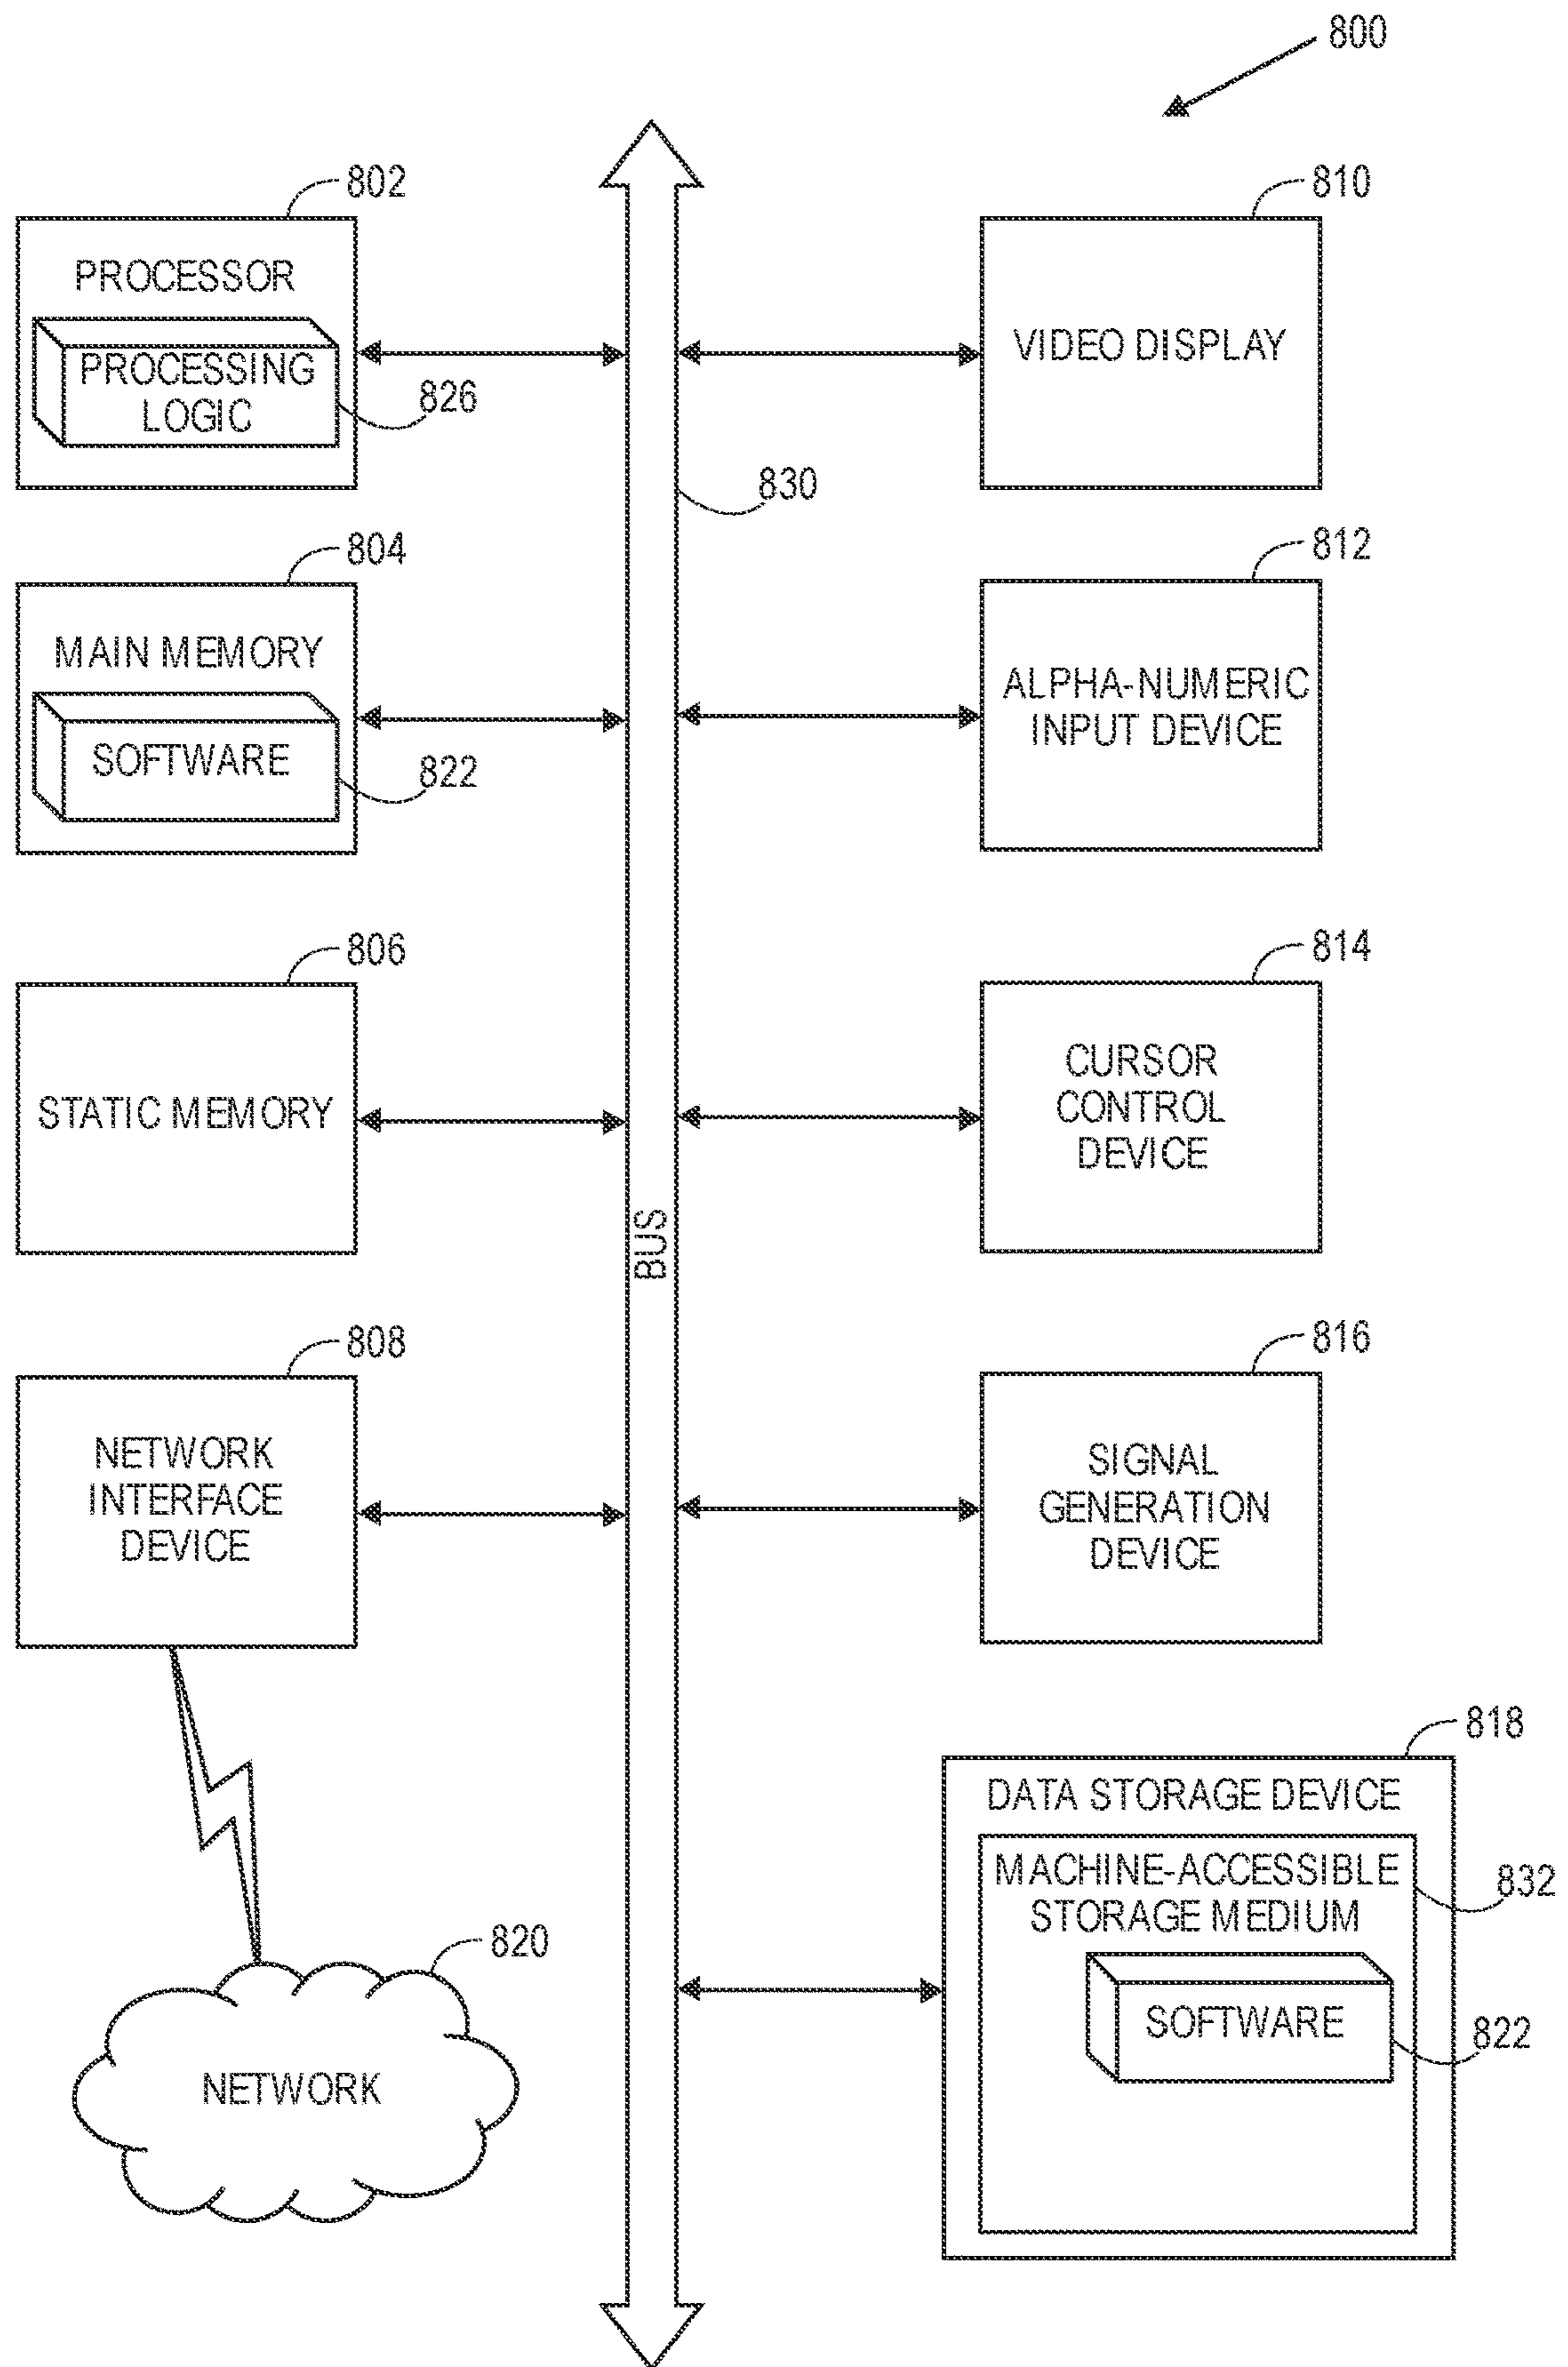 800
802
PROCESSOR
PROCESSING
LOGIC
826
804
MAIN MEMORY
SOFTWARE
822
806
STATIC MEMORY
808
NETWORK
INTERFACE
DEVICE
820
NETWORK
830
BUS
810
VIDEO DISPLAY
812
ALPHA-NUMERIC
INPUT DEVICE
814
CURSOR
CONTROL
DEVICE
816
SIGNAL
GENERATION
DEVICE
818
DATA STORAGE DEVICE
MACHINE-ACCESSIBLE
STORAGE MEDIUM
832
SOFTWARE
822